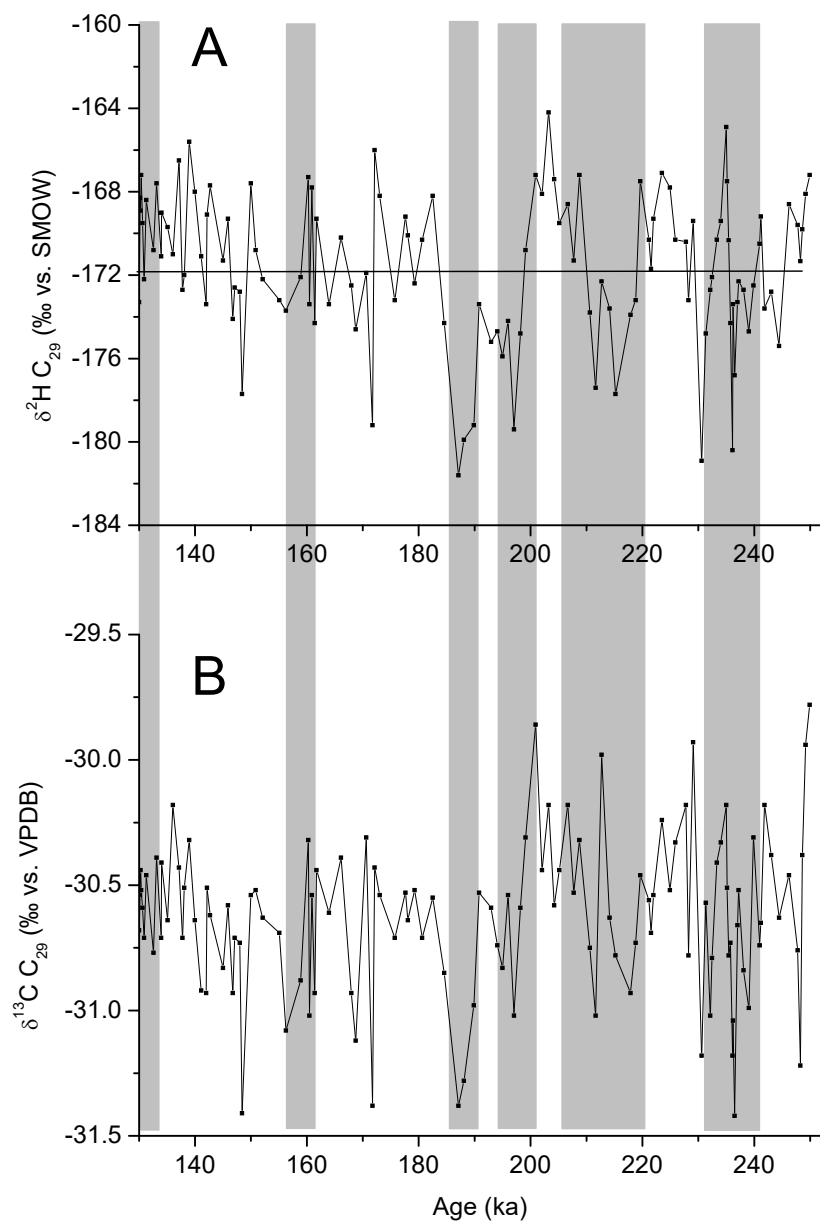 A
-160
-164
-168
-172
-176
-180
-184
δ²H C₂₉ (‰ vs. SMOW)
140 160 180 200 220 240
B
-29.5
-30.0
-30.5
-31.0
-31.5
δ¹³C C₂₉ (‰ vs. VPDB)
140 160 180 200 220 240
Age (ka)